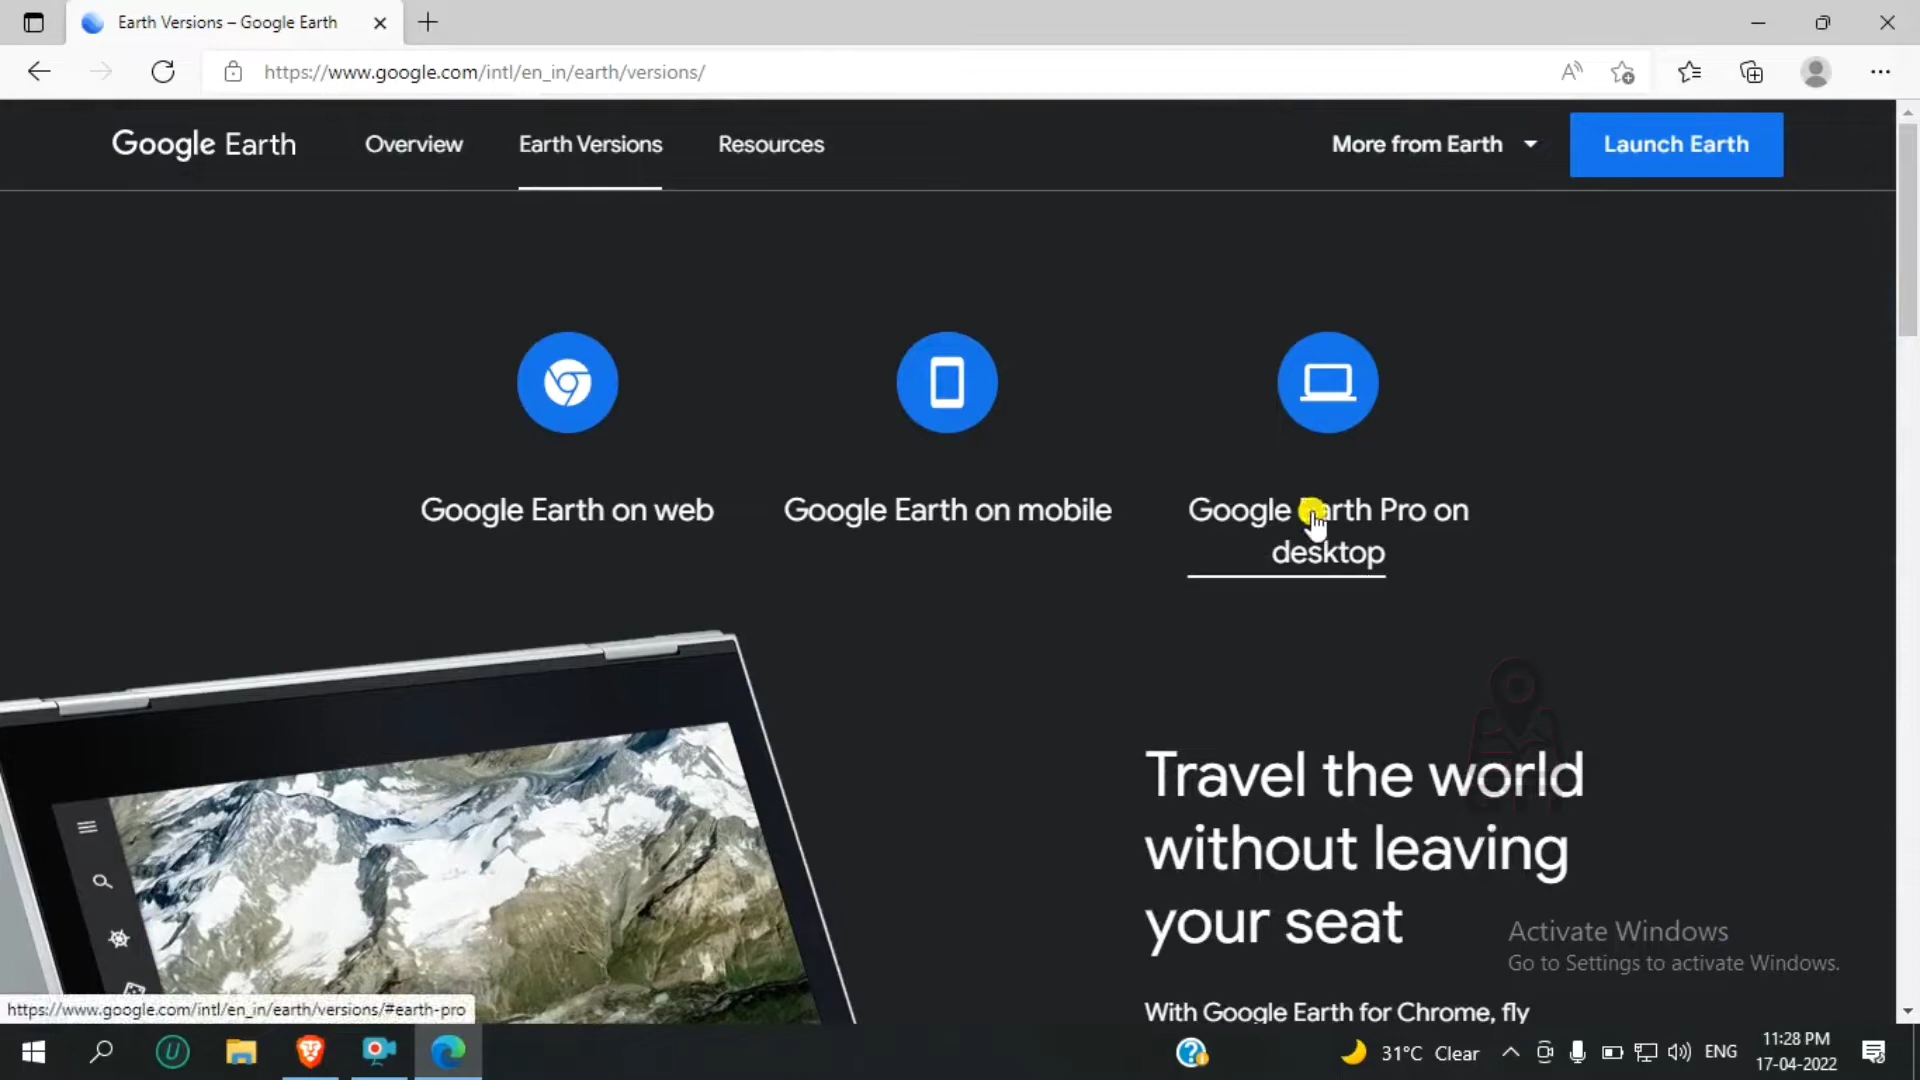 Earth Versions – Google Earth
https://www.google.com/intl/en_in/earth/versions/
Google Earth
Overview
Earth Versions
Resources
More from Earth
Launch Earth
Google Earth on web
Google Earth on mobile
Google Earth Pro on
desktop
Travel the world
without leaving
your seat
With Google Earth for Chrome, fly
Activate Windows
Go to Settings to activate Windows.
https://www.google.com/intl/en_in/earth/versions/#earth-pro
31°C Clear
ENG
11:28 PM
17-04-2022